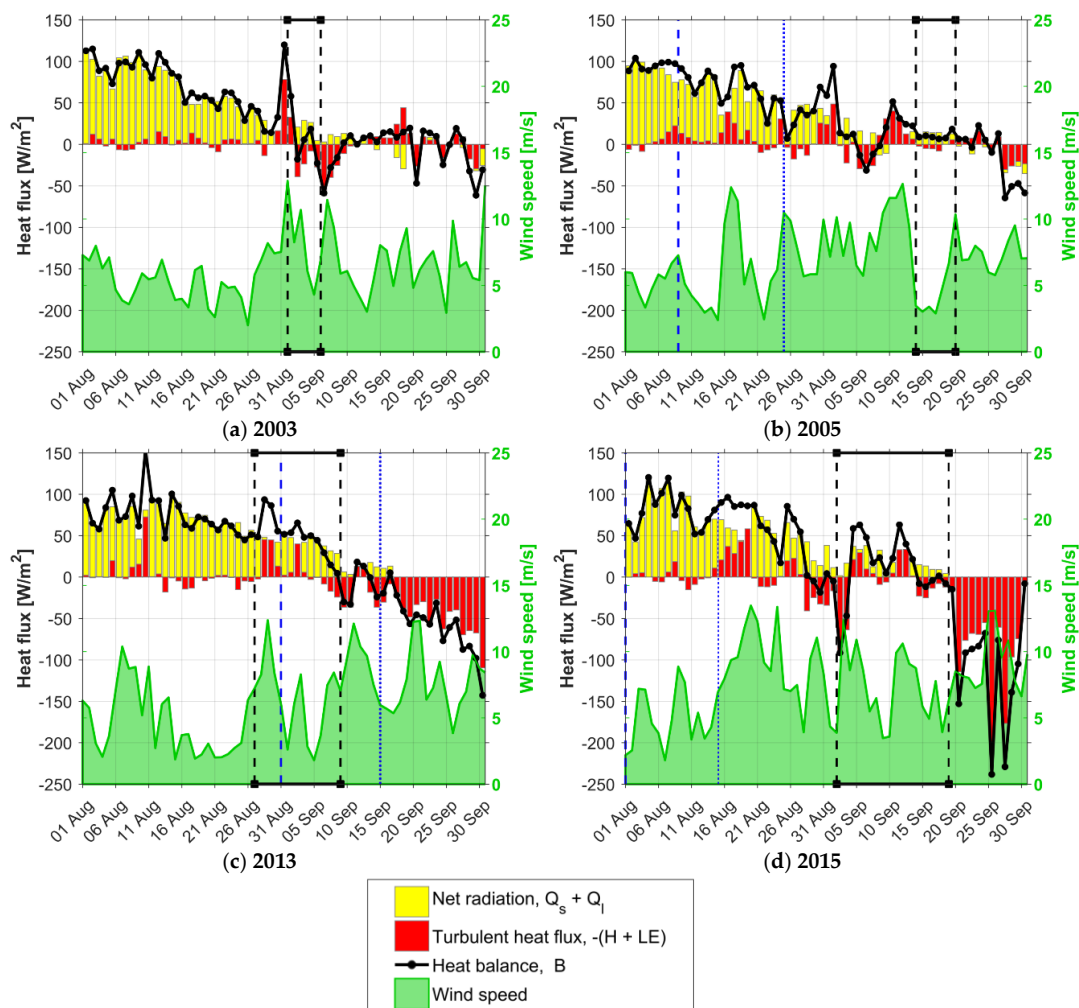 150
100
50
0
-50
-100
-150
-200
-250
Heat flux [W/m²]
25
20
15
10
5
0
Wind speed [m/s]
01 Aug
06 Aug
11 Aug
16 Aug
21 Aug
26 Aug
31 Aug
05 Sep
10 Sep
15 Sep
20 Sep
25 Sep
30 Sep
(a) 2003
150
100
50
0
-50
-100
-150
-200
-250
Heat flux [W/m²]
25
20
15
10
5
0
Wind speed [m/s]
01 Aug
06 Aug
11 Aug
16 Aug
21 Aug
26 Aug
31 Aug
05 Sep
10 Sep
15 Sep
20 Sep
25 Sep
30 Sep
(b) 2005
150
100
50
0
-50
-100
-150
-200
-250
Heat flux [W/m²]
25
20
15
10
5
0
Wind speed [m/s]
01 Aug
06 Aug
11 Aug
16 Aug
21 Aug
26 Aug
31 Aug
05 Sep
10 Sep
15 Sep
20 Sep
25 Sep
30 Sep
(c) 2013
150
100
50
0
-50
-100
-150
-200
-250
Heat flux [W/m²]
25
20
15
10
5
0
Wind speed [m/s]
01 Aug
06 Aug
11 Aug
16 Aug
21 Aug
26 Aug
31 Aug
05 Sep
10 Sep
15 Sep
20 Sep
25 Sep
30 Sep
(d) 2015
Net radiation, Q_s + Q_l
Turbulent heat flux, -(H + LE)
Heat balance, B
Wind speed